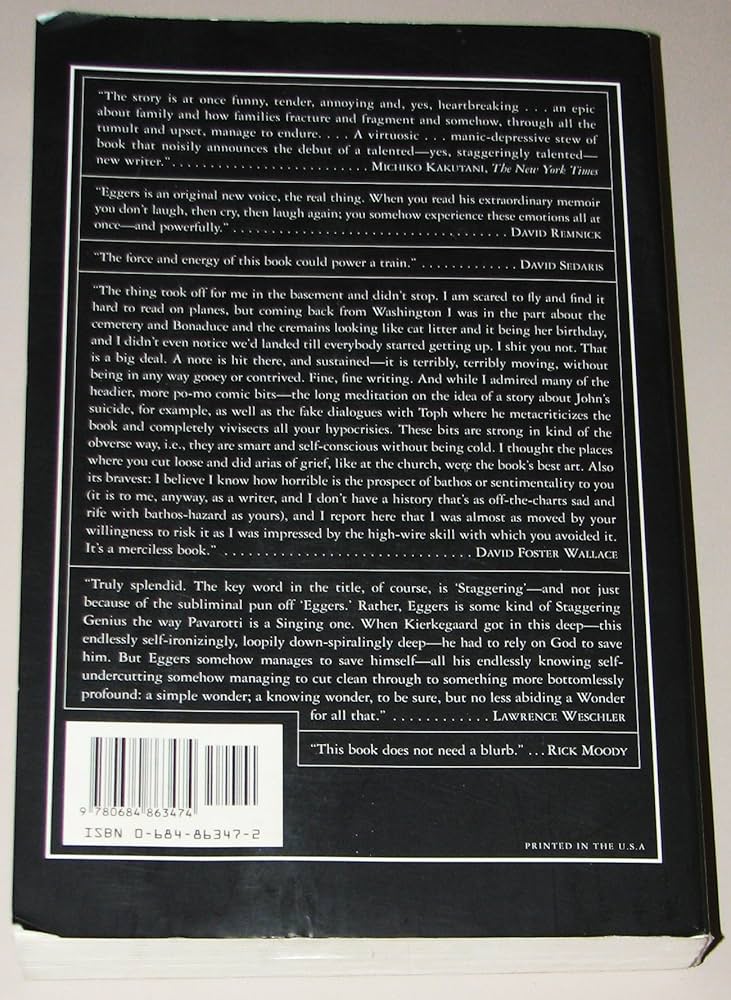 “The story is at once funny, tender, annoying and, yes, heartbreaking . . . an epic
about family and how families fracture and fragment and somehow, through all the
tumult and upset, manage to endure. . . . A virtuosic . . . manic-depressive stew of
book that noisily announces the debut of a talented—yes, staggeringly talented—
new writer.” . . . . . . . . . . . . . . . . . . . . . . . . . MICHIKO KAKUTANI, The New York Times
“Eggers is an original new voice, the real thing. When you read his extraordinary memoir
you don’t laugh, then cry, then laugh again; you somehow experience these emotions all at
once—and powerfully.” . . . . . . . . . . . . . . . . . . . . . . . . . . . . . . . . . . . DAVID REMNICK
“The force and energy of this book could power a train.” . . . . . . . . . . . . . DAVID SEDARIS
“The thing took off for me in the basement and didn’t stop. I am scared to fly and find it
hard to read on planes, but coming back from Washington I was in the part about the
cemetery and Bonaduce and the cremains looking like cat litter and it being her birthday,
and I didn’t even notice we’d landed till everybody started getting up. I shit you not. That
is a big deal. A note is hit there, and sustained—it is terribly, terribly moving, without
being in any way gooey or contrived. Fine, fine writing. And while I admired many of the
headier, more po-mo comic bits—the long meditation on the idea of a story about John’s
suicide, for example, as well as the fake dialogues with Toph where he metacriticizes the
book and completely vivisects all your hypocrisies. These bits are strong in kind of the
obverse way, i.e., they are smart and self-conscious without being cold. I thought the places
where you cut loose and did arias of grief, like at the church, were the book’s best art. Also
its bravest: I believe I know how horrible is the prospect of bathos or sentimentality to you
(it is to me, anyway, as a writer, and I don’t have a history that’s as off-the-charts sad and
rife with bathos-hazard as yours), and I report here that I was almost as moved by your
willingness to risk it as I was impressed by the high-wire skill with which you avoided it.
It’s a merciless book.” . . . . . . . . . . . . . . . . . . . . . . . . . . . . . . . . DAVID FOSTER WALLACE
“Truly splendid. The key word in the title, of course, is ‘Staggering’—and not just
because of the subliminal pun off ‘Eggers.’ Rather, Eggers is some kind of Staggering
Genius the way Pavarotti is a Singing one. When Kierkegaard got in this deep—this
endlessly self-ironizingly, loopily down-spiralingly deep—he had to rely on God to save
him. But Eggers somehow manages to save himself—all his endlessly knowing self-
undercutting somehow managing to cut clean through to something more bottomlessly
profound: a simple wonder; a knowing wonder, to be sure, but no less abiding a Wonder
for all that.” . . . . . . . . . . . . LAWRENCE WESCHLER
“This book does not need a blurb.” . . . RICK MOODY
9 780684 863474
ISBN 0-684-86347-2
PRINTED IN THE U.S.A